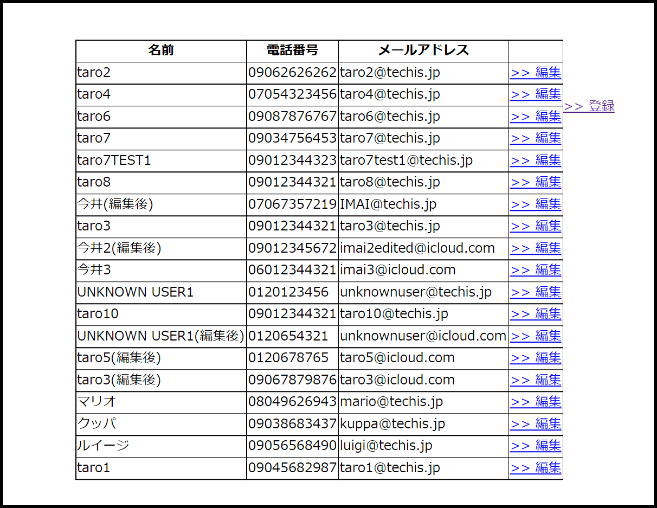 名前 電話番号 メールアドレス
taro2 09062626262 taro2@techis.jp >> 編集
taro4 07054323456 taro4@techis.jp >> 編集
>> 登録
taro6 09087876767 taro6@techis.jp >> 編集
taro7 09034756453 taro7@techis.jp >> 編集
taro7TEST1 09012344323 taro7test1@techis.jp >> 編集
taro8 09012344321 taro8@techis.jp >> 編集
今井(編集後) 07067357219 IMAI@techis.jp >> 編集
taro3 09012344321 taro3@techis.jp >> 編集
今井2(編集後) 09012345672 imai2edited@icloud.com >> 編集
今井3 06012344321 imai3@icloud.com >> 編集
UNKNOWN USER1 0120123456 unknownuser@techis.jp >> 編集
taro10 09012344321 taro10@techis.jp >> 編集
UNKNOWN USER1(編集後) 0120654321 unknownuser@icloud.com >> 編集
taro5(編集後) 0120678765 taro5@icloud.com >> 編集
taro3(編集後) 09067879876 taro3@icloud.com >> 編集
マリオ 08049626943 mario@techis.jp >> 編集
クッパ 09038683437 kuppa@techis.jp >> 編集
ルイージ 09056568490 luigi@techis.jp >> 編集
taro1 09045682987 taro1@techis.jp >> 編集